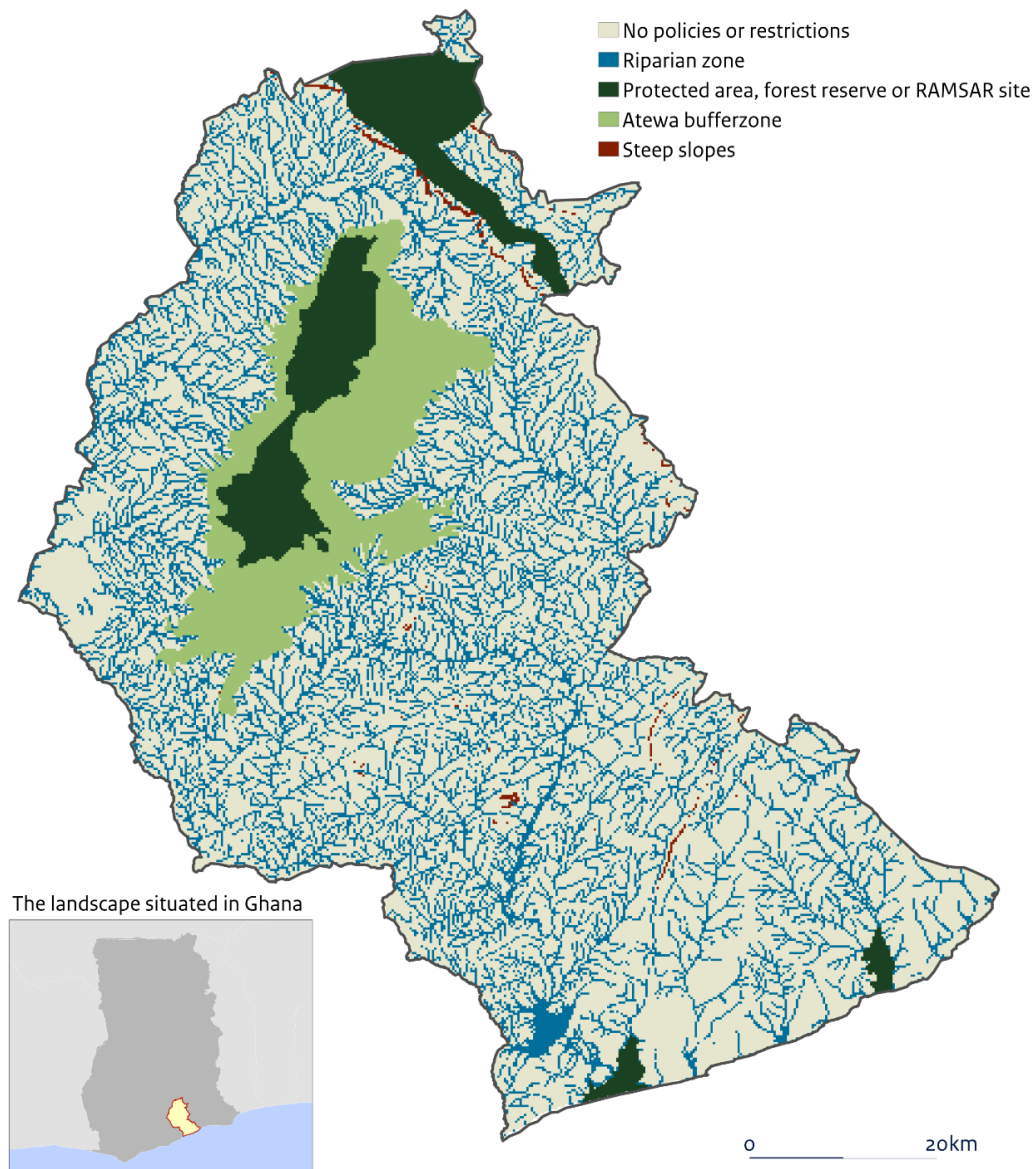 No policies or restrictions
Riparian zone
Protected area, forest reserve or RAMSAR site
Atewa bufferzone
Steep slopes
The landscape situated in Ghana
0 20km